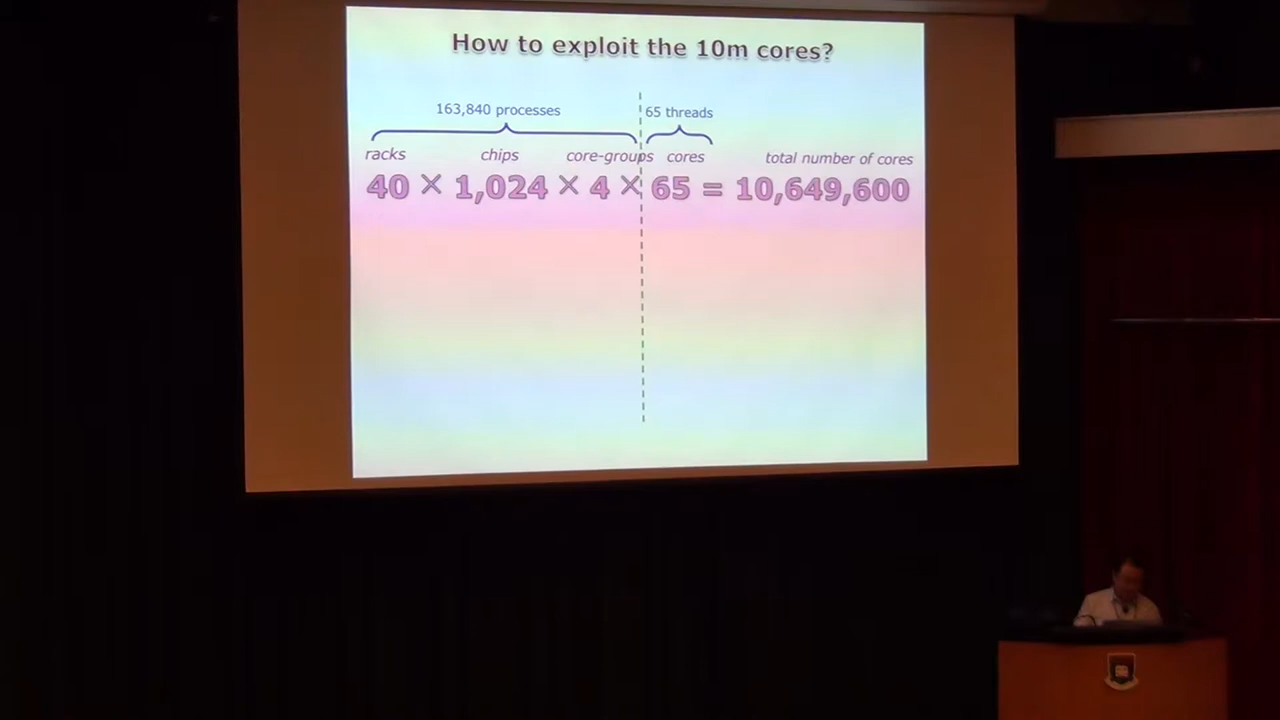 How to exploit the 10m cores?
163,840 processes
65 threads
racks chips core-groups cores total number of cores
40 × 1,024 × 4 × 65 = 10,649,600